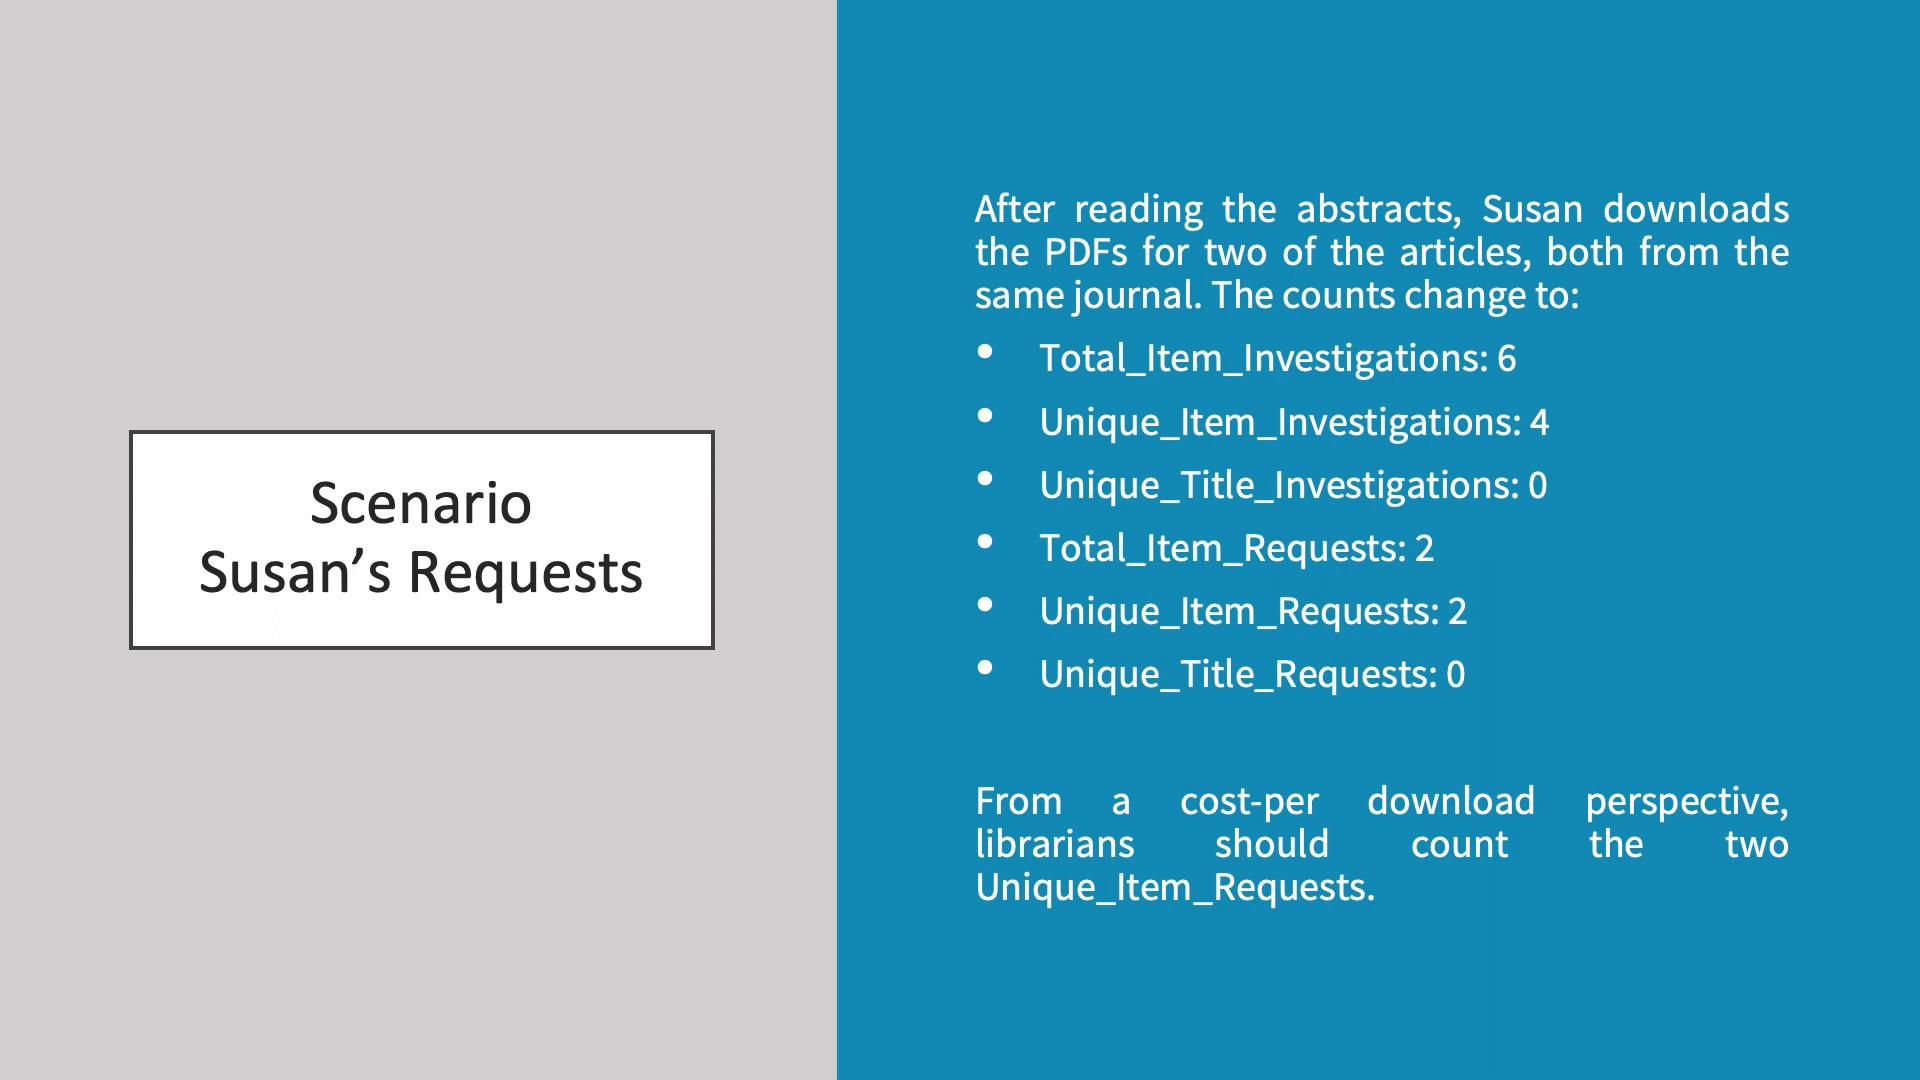 Scenario
Susan’s Requests
After reading the abstracts, Susan downloads
the PDFs for two of the articles, both from the
same journal. The counts change to:
• Total_Item_Investigations: 6
• Unique_Item_Investigations: 4
• Unique_Title_Investigations: 0
• Total_Item_Requests: 2
• Unique_Item_Requests: 2
• Unique_Title_Requests: 0
From a cost-per download perspective,
librarians should count the two
Unique_Item_Requests.